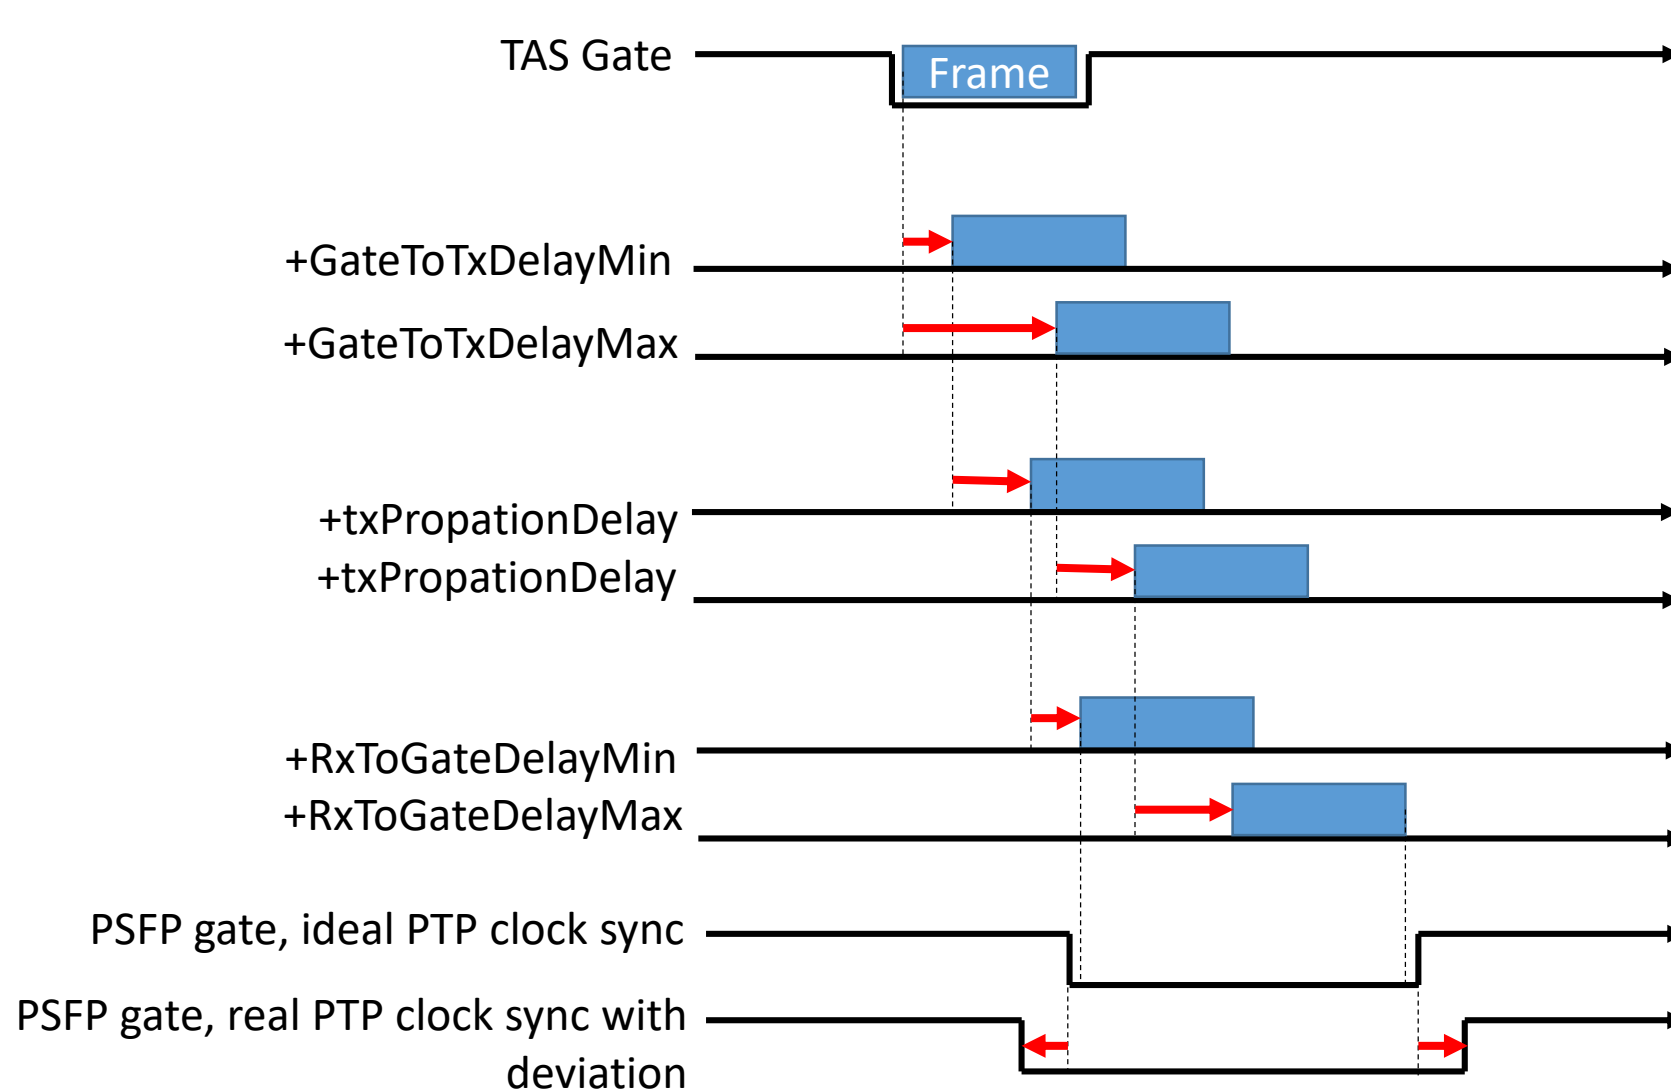 TAS Gate
Frame
+GateToTxDelayMin
+GateToTxDelayMax
+txPropationDelay
+txPropationDelay
+RxToGateDelayMin
+RxToGateDelayMax
PSFP gate, ideal PTP clock sync
PSFP gate, real PTP clock sync with
deviation